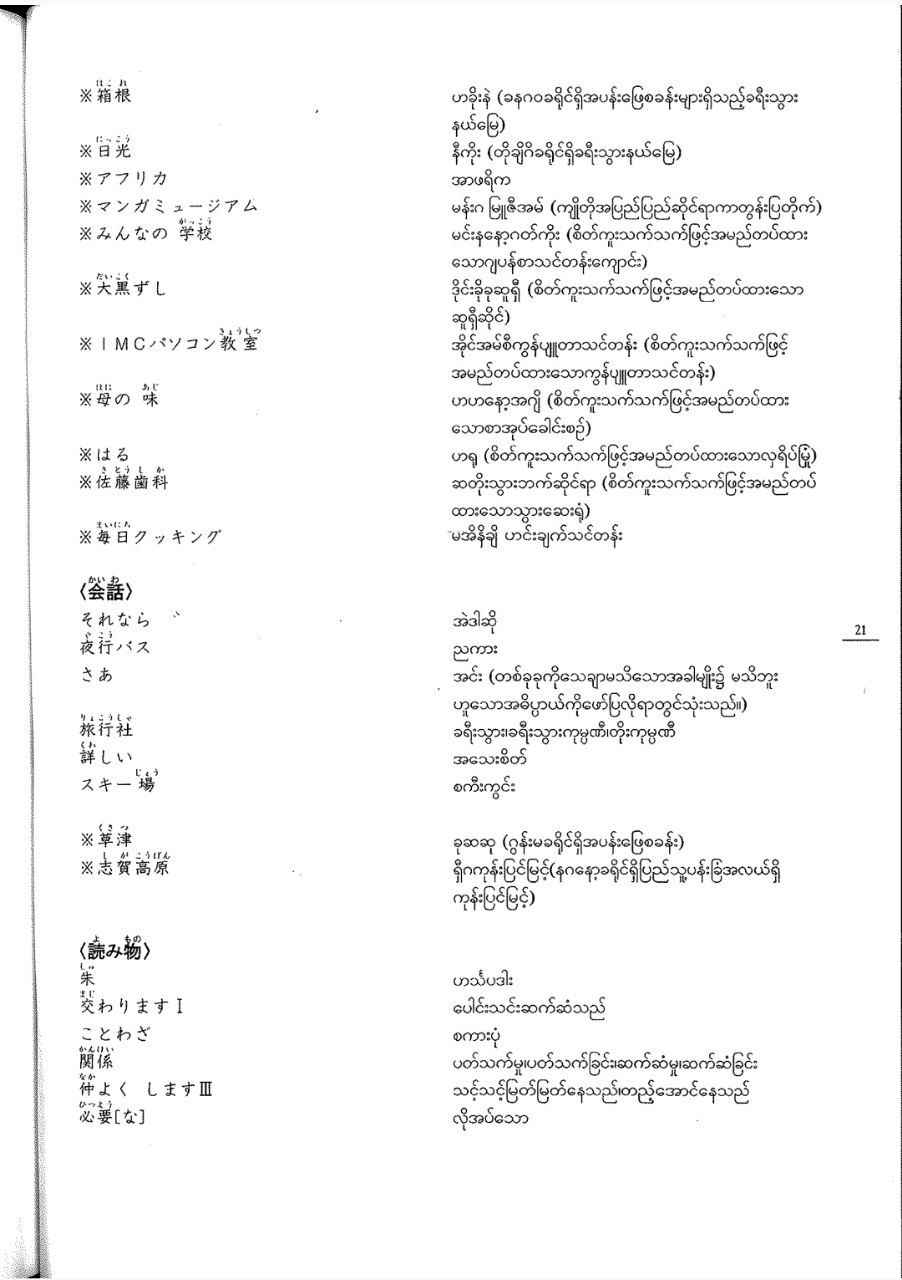 ※箱根 ဟခိုးနဲ (ခနဂဝခရိုင်ရှိအပန်းဖြေစခန်းများရှိသည့်ခရီးသွား
နယ်မြေ)
※日光 နိကိုး (တိုချိဂိခရိုင်ရှိခရီးသွားနယ်မြေ)
※アフリカ အာဖရိက
※マンガミュージアム မန်းဂ မြူဇီအမ် (ကျိုတိုအပြည်ပြည်ဆိုင်ရာကာတွန်းပြတိုက်)
※みんなの 学校 မင်းနနော့ဂတ်ကိုး (စိတ်ကူးသက်သက်ဖြင့်အမည်တပ်ထား
သောဂျပန်စာသင်တန်းကျောင်း)
※大黒ずし ဒိုင်းခိုခုဆူရှီ (စိတ်ကူးသက်သက်ဖြင့်အမည်တပ်ထားသော
ဆူရှီဆိုင်)
※IMCパソコン教室 အိုင်အမ်စီကွန်ပျူတာသင်တန်း (စိတ်ကူးသက်သက်ဖြင့်
အမည်တပ်ထားသောကွန်ပျူတာသင်တန်း)
※母の 味 ဟဟနော့အဂျိ (စိတ်ကူးသက်သက်ဖြင့်အမည်တပ်ထား
သောစာအုပ်ခေါင်းစဉ်)
※はる ဟရု (စိတ်ကူးသက်သက်ဖြင့်အမည်တပ်ထားသောလှရိပ်မြုံ)
※佐藤歯科 ဆတိုးသွားဘက်ဆိုင်ရာ (စိတ်ကူးသက်သက်ဖြင့်အမည်တပ်
ထားသောသွားဆေးရုံ)
※毎日クッキング မအိနိချိ ဟင်းချက်သင်တန်း
〈会話〉
それなら အဲဒါဆို
夜行バス ညကား
さあ အင်း (တစ်ခုခုကိုသေချာမသိသောအခါမျိုး၌ မသိဘူး
ဟူသောအဓိပ္ပာယ်ကိုဖော်ပြလိုရာတွင်သုံးသည်။)
旅行社 ခရီးသွား၊ခရီးသွားကုမ္ပဏီ၊တိုးကုမ္ပဏီ
詳しい အသေးစိတ်
スキー場 စကီးကွင်း
21
※草津 ခုဆဆု (ဂွန်းမခရိုင်ရှိအပန်းဖြေစခန်း)
※志賀高原 ရှိဂကုန်းပြင်မြင့်(နဂနော့ခရိုင်ရှိပြည်သူ့ပန်းခြံအလယ်ရှိ
ကုန်းပြင်မြင့်)
〈読み物〉
朱 ဟင်္သပဒါး
交わりますⅠ ပေါင်းသင်းဆက်ဆံသည်
ことわざ စကားပုံ
関係 ပတ်သက်မှု၊ပတ်သက်ခြင်း၊ဆက်ဆံမှု၊ဆက်ဆံခြင်း
仲よく しますⅢ သင့်သင့်မြတ်မြတ်နေသည်၊တည့်အောင်နေသည်
必要[な] လိုအပ်သော